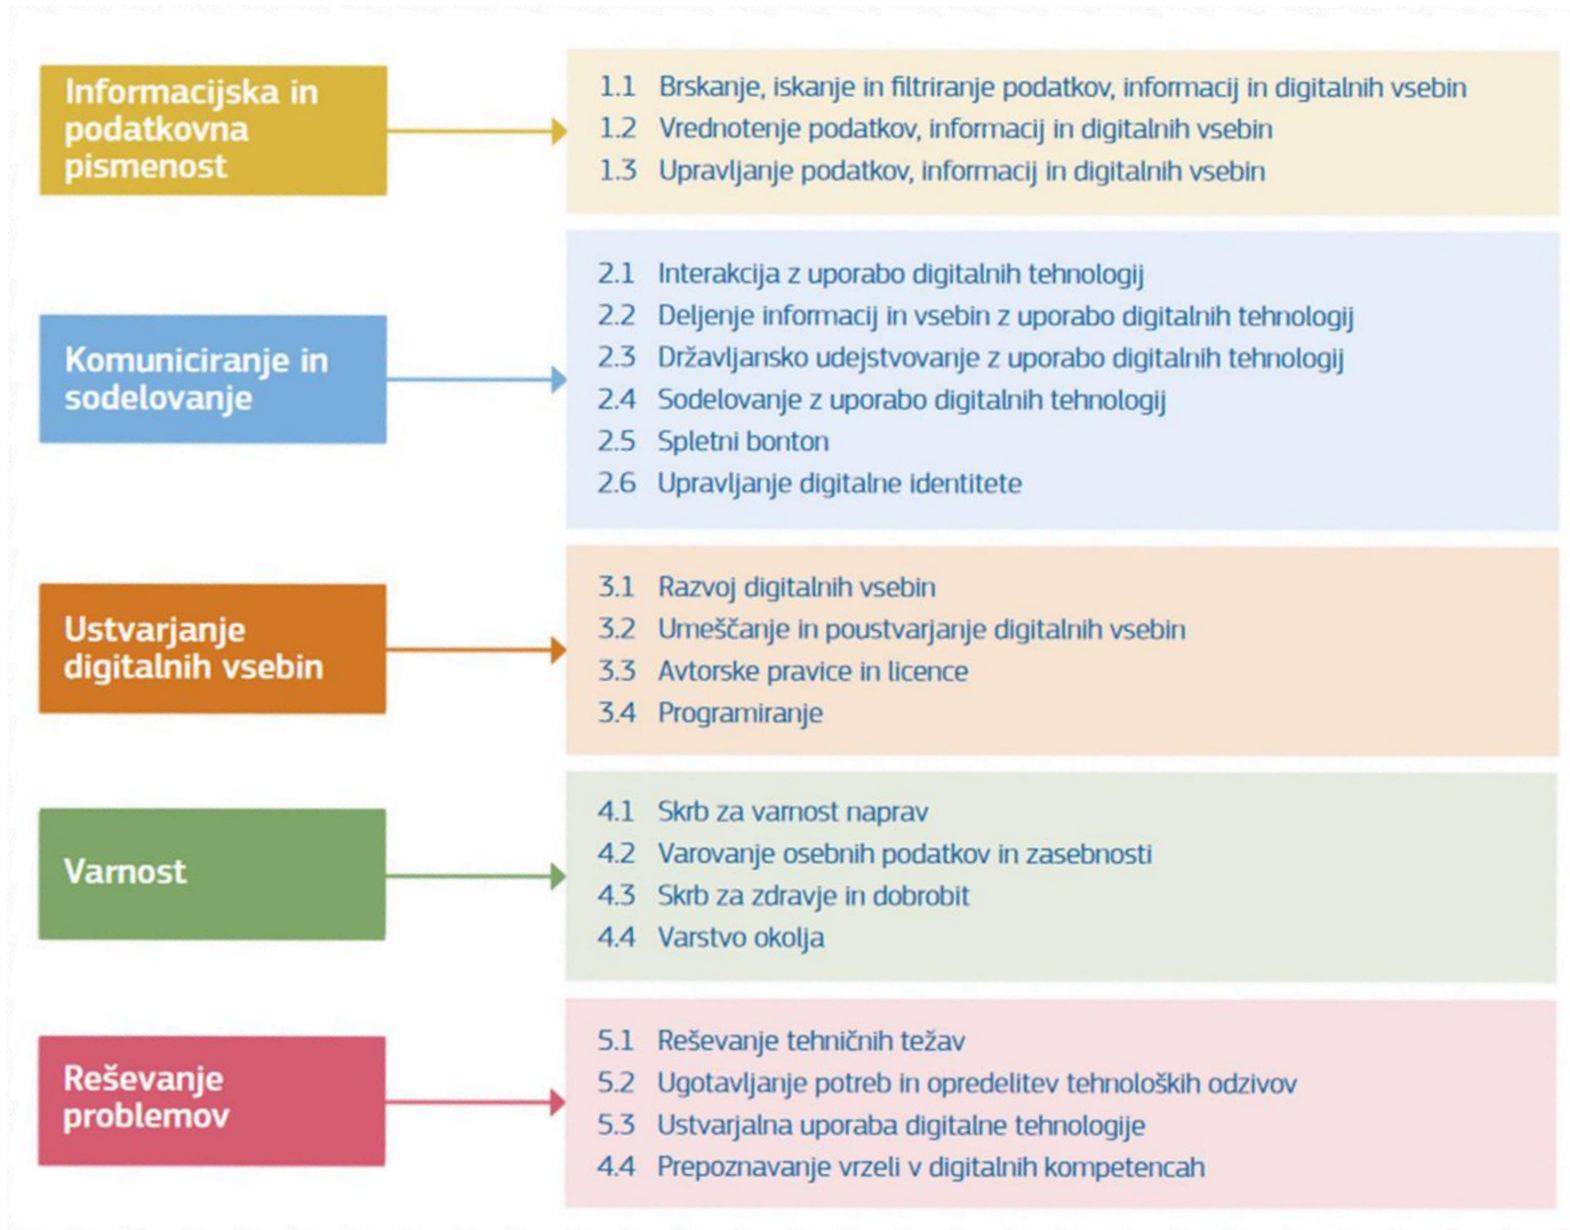 Informacijska in
podatkovna
pismenost
1.1 Brskanje, iskanje in filtriranje podatkov, informacij in digitalnih vsebin
1.2 Vrednotenje podatkov, informacij in digitalnih vsebin
1.3 Upravljanje podatkov, informacij in digitalnih vsebin
Komuniciranje in
sodelovanje
2.1 Interakcija z uporabo digitalnih tehnologij
2.2 Deljenje informacij in vsebin z uporabo digitalnih tehnologij
2.3 Državljansko udejstvovanje z uporabo digitalnih tehnologij
2.4 Sodelovanje z uporabo digitalnih tehnologij
2.5 Spletni bonton
2.6 Upravljanje digitalne identitete
Ustvarjanje
digitalnih vsebin
3.1 Razvoj digitalnih vsebin
3.2 Umeščanje in poustvarjanje digitalnih vsebin
3.3 Avtorske pravice in licence
3.4 Programiranje
Varnost
4.1 Skrb za varnost naprav
4.2 Varovanje osebnih podatkov in zasebnosti
4.3 Skrb za zdravje in dobrobit
4.4 Varstvo okolja
Reševanje
problemov
5.1 Reševanje tehničnih težav
5.2 Ugotavljanje potreb in opredelitev tehnoloških odzivov
5.3 Ustvarjalna uporaba digitalne tehnologije
4.4 Prepoznavanje vrzeli v digitalnih kompetencah